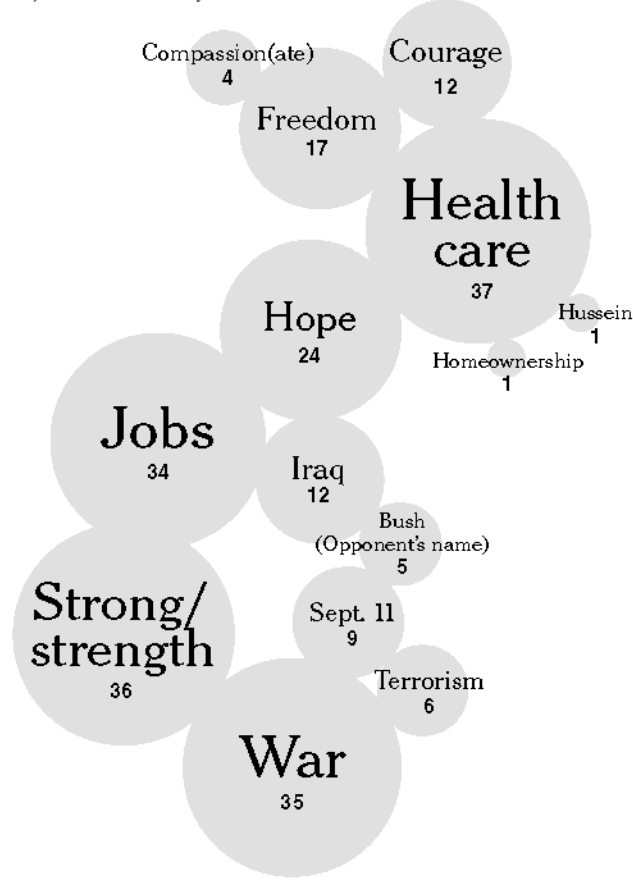 Compassion(ate)
4
Courage
12
Freedom
17
Health
care
37
Hussein
1
Homeownership
1
Hope
24
Jobs
34
Iraq
12
Bush
(Opponent's name)
5
Strong/
strength
36
Sept. 11
9
Terrorism
6
War
35